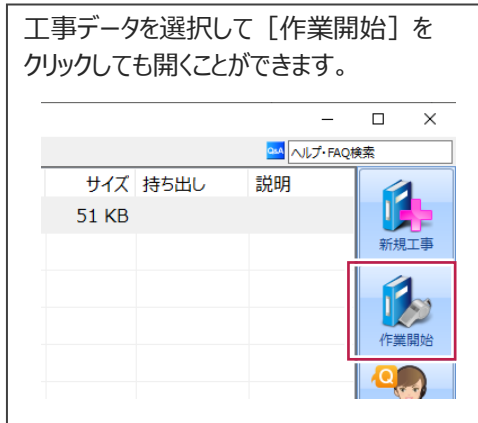 工事データを選択して［作業開始］を
クリックしても開くことができます。
Q&A ヘルプ・FAQ検索
サイズ 持ち出し 説明
51 KB
新規工事
作業開始
Q